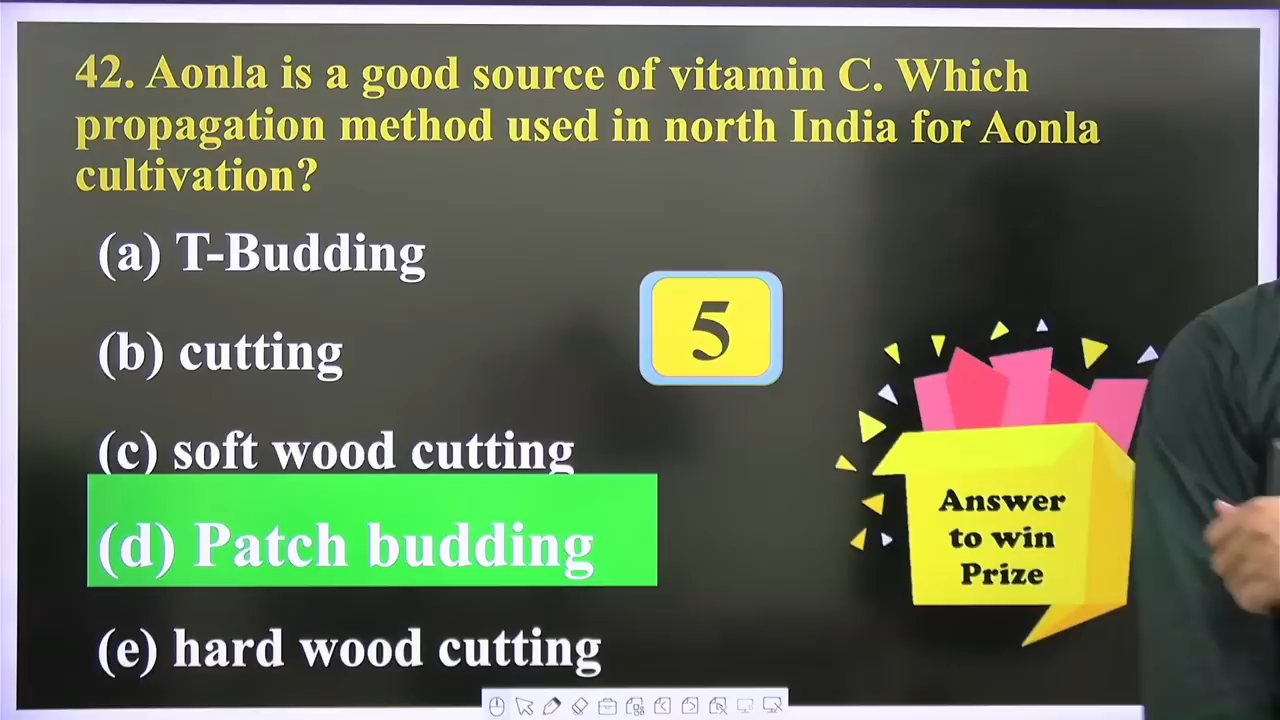 42. Aonla is a good source of vitamin C. Which
propagation method used in north India for Aonla
cultivation?
(a) T-Budding
(b) cutting
5
(c) soft wood cutting
(d) Patch budding
(e) hard wood cutting
Answer
to win
Prize